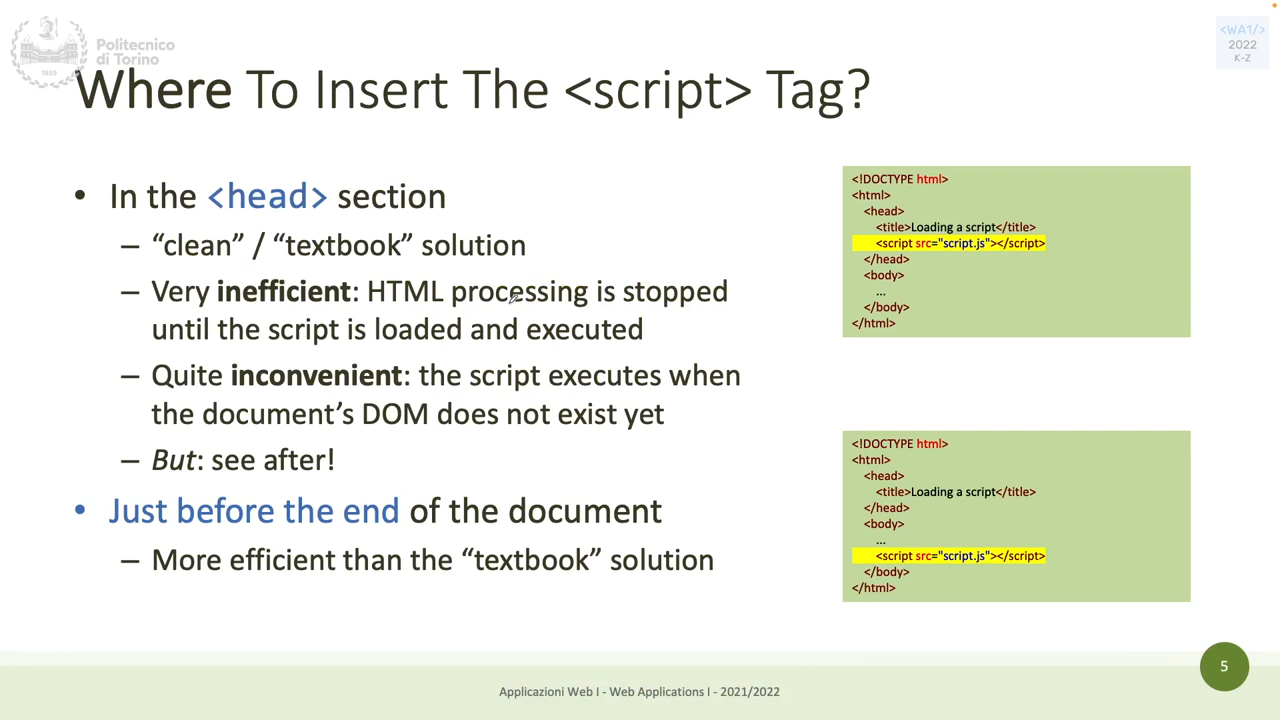 Politecnico
di Torino
1859
<WA1/>
2022
K-Z
Where To Insert The <script> Tag?
• In the <head> section
– “clean” / “textbook” solution
– Very inefficient: HTML processing is stopped
until the script is loaded and executed
– Quite inconvenient: the script executes when
the document’s DOM does not exist yet
– But: see after!
• Just before the end of the document
– More efficient than the “textbook” solution
<!DOCTYPE html>
<html>
<head>
<title>Loading a script</title>
<script src="script.js"></script>
</head>
<body>
...
</body>
</html>
<!DOCTYPE html>
<html>
<head>
<title>Loading a script</title>
</head>
<body>
...
<script src="script.js"></script>
</body>
</html>
Applicazioni Web I - Web Applications I - 2021/2022
5